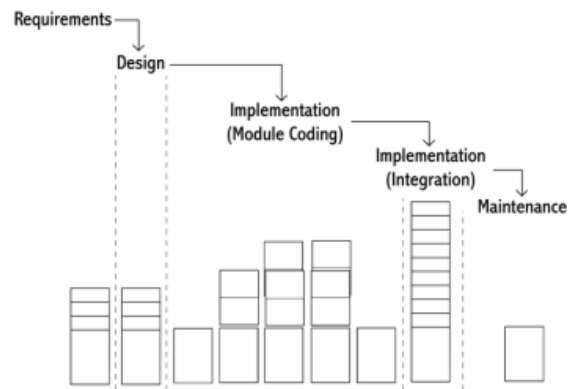 Requirements
Design
Implementation
(Module Coding)
Implementation
(Integration)
Maintenance